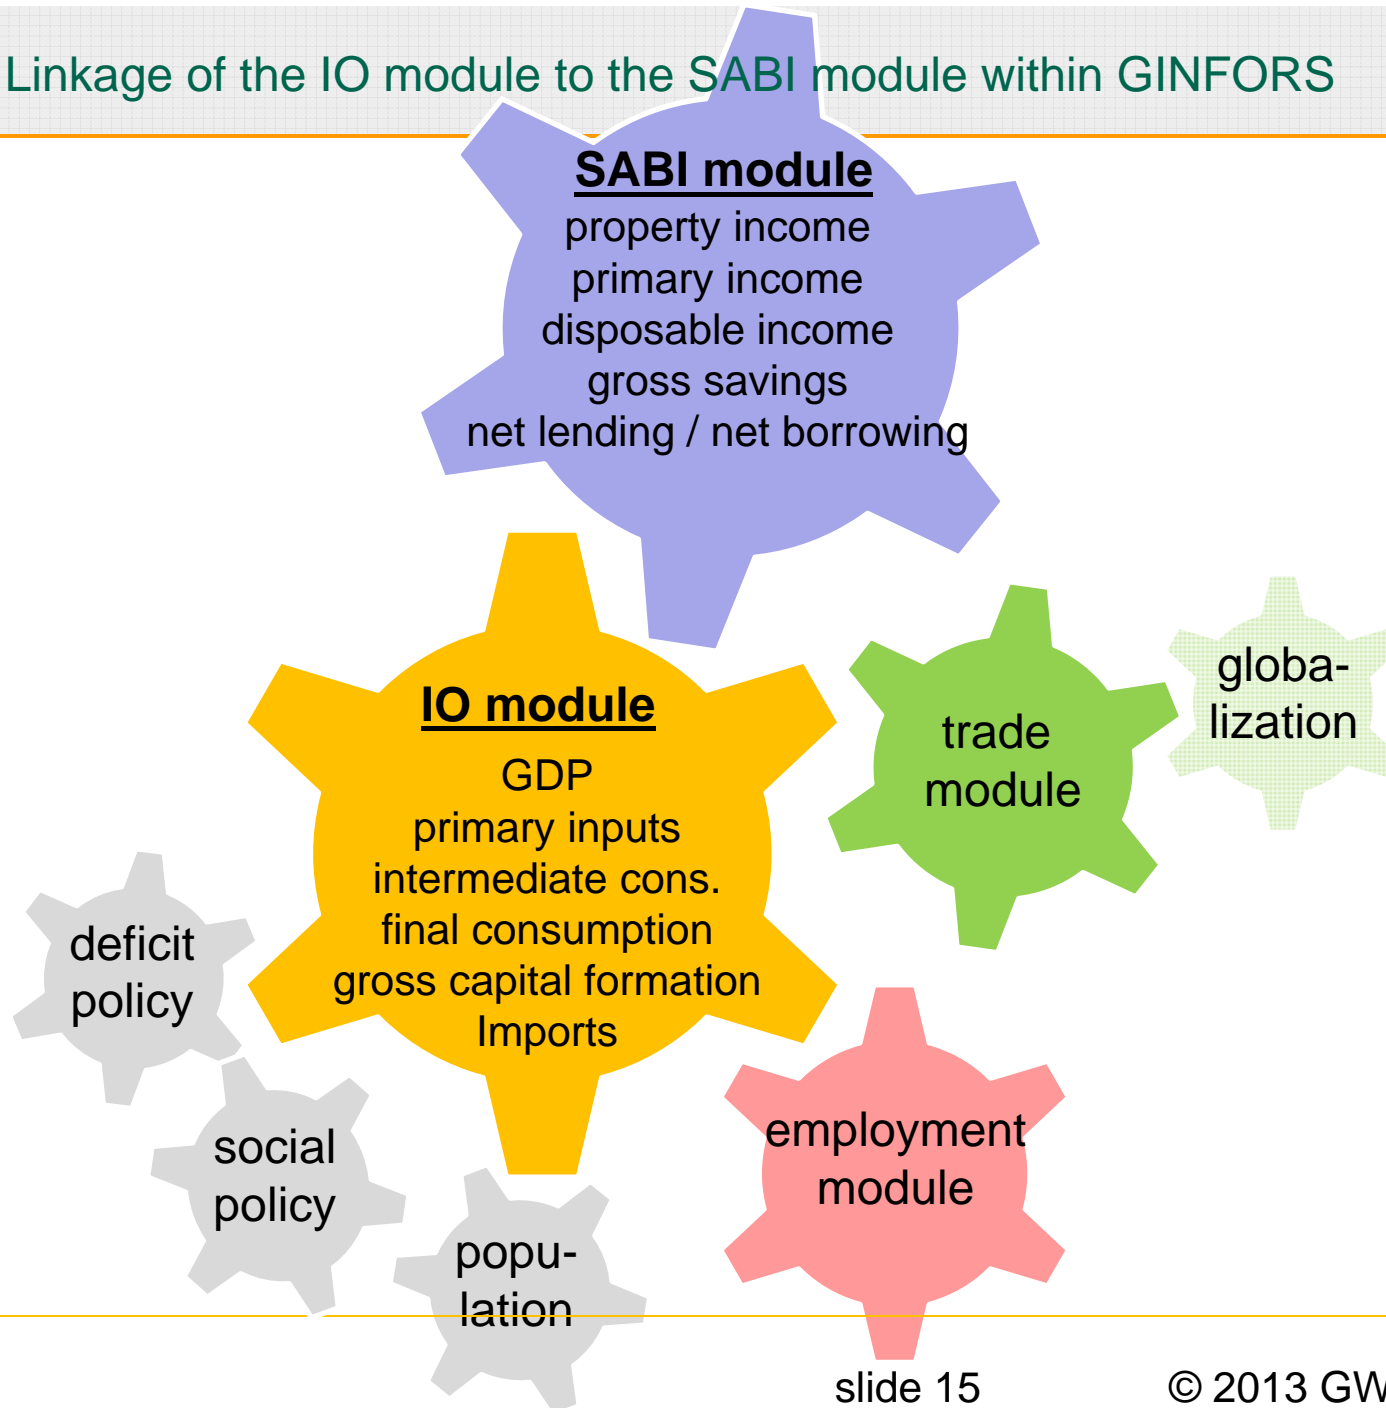 Linkage of the IO module to the SABI module within GINFORS
SABI module
property income
primary income
disposable income
gross savings
net lending / net borrowing
IO module
GDP
primary inputs
intermediate cons.
final consumption
gross capital formation
Imports
trade
module
globa-
lization
deficit
policy
social
policy
popu-
lation
employment
module
slide 15
© 2013 GW